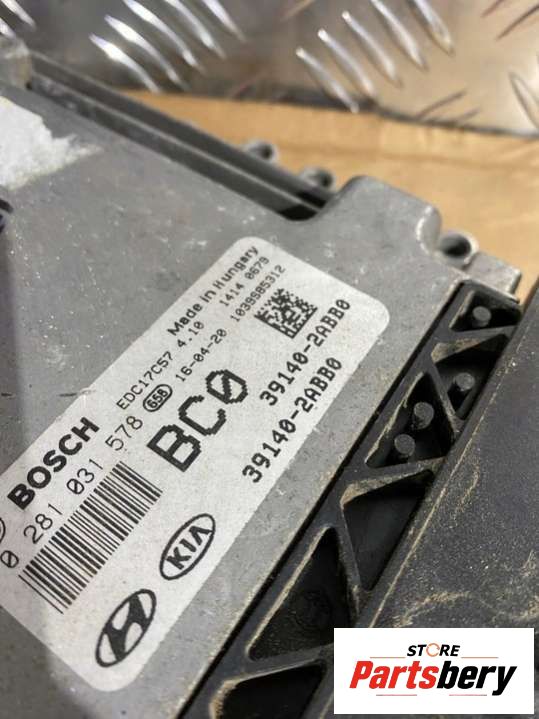 Made in Hungary
EDC17C57 4.10 1414 0679
BOSCH 658 16-04-20 1039S85312
0 281 031 578
BC0
39140-2ABB0
39140-2ABB0
KIA
STORE
Partsbery